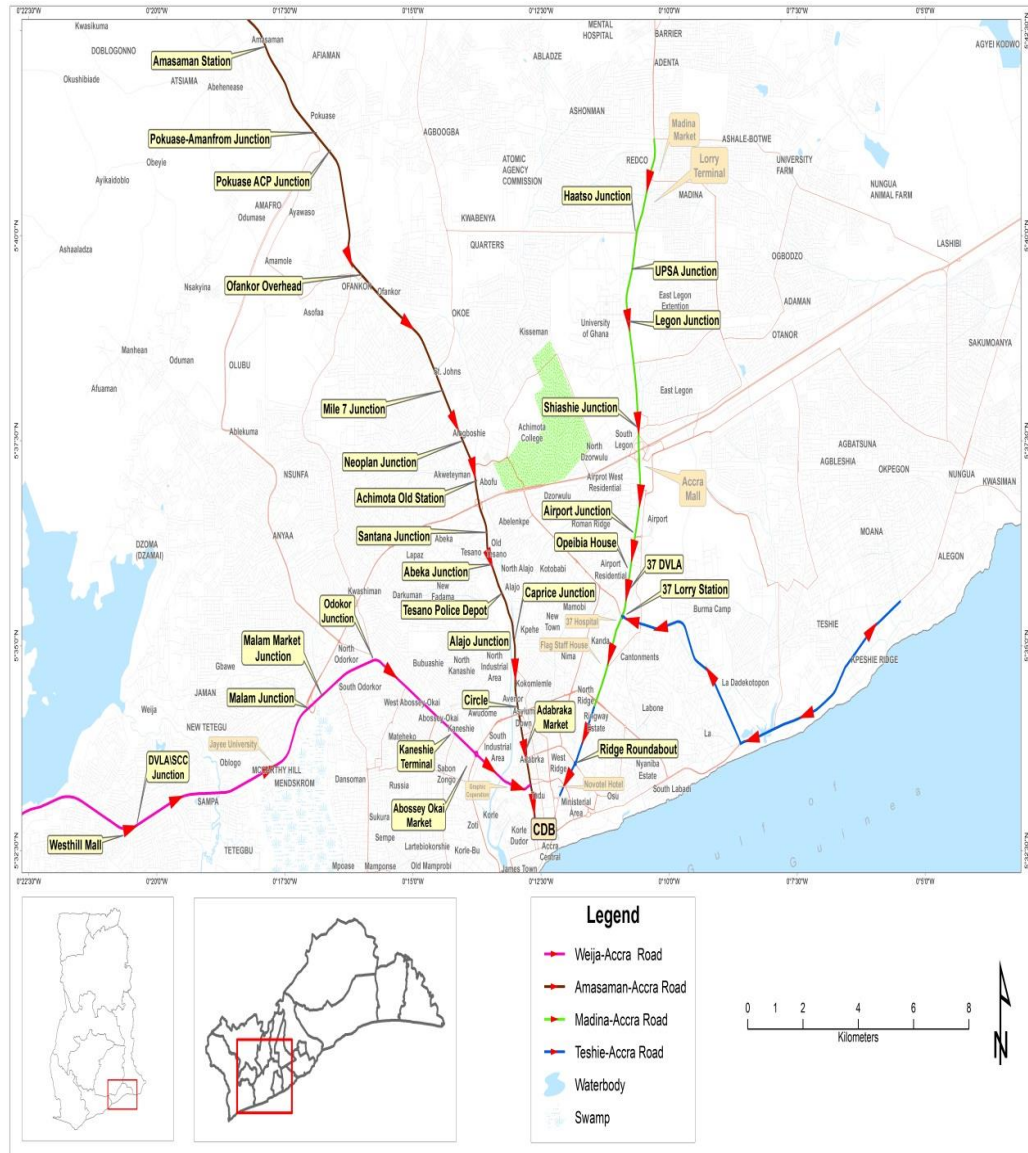 Kwasikuma
MENTAL
HOSPITAL
BARRIER
AGYEI KODWO
Amasaman
DOBLOGONNO
AFIAMAN
ABLADZE
ADENTA
Amasaman Station
Okushibiade
ATSIAMA
Abehenease
ASHONMAN
Pokuase
Madina
Market
Pokuase-Amanfrom Junction
AGBOOGBA
ASHALE-BOTWE
Obeyie
ATOMIC
AGENCY
COMMISSION
REDCO
Lorry
Terminal
UNIVERSITY
FARM
Ayikaidoblo
Pokuase ACP Junction
NUNGUA
ANIMAL FARM
Haatso Junction
MADINA
AMAFRO
Odumase
Ayawaso
KWABENYA
Ashaaladza
QUARTERS
LASHIBI
Amamole
OGBODZO
UPSA Junction
Nsakyina
Ofankor Overhead
OFANKOR
Ofankor
East Legon
Extention
ADAMAN
Asofaa
OKOE
University
of Ghana
Legon Junction
Kisseman
OTANOR
Manhean
Oduman
SAKUMOANYA
OLUBU
St. Johns
Afuaman
East Legon
Mile 7 Junction
Shiashie Junction
Achimota
College
South
Legon
Ablekuma
AGBATSUNA
AGBLESHIA
OKPEGON
NUNGUA
KWASIMAN
Neoplan Junction
North
Dzorwulu
NSUNFA
Akweteyman
Abofu
Airprot West
Residential
Accra
Mall
Achimota Old Station
Dzorwulu
Airport Junction
Roman Ridge
Airport
MOANA
Santana Junction
Abeka
Abelenkpe
DZOMA
(DZAMAI)
ANYAA
Old
Tesano
Tesano
Lapaz
Opeibia House
ALEGON
Abeka Junction
North Alajo
Kotobabi
Airport
Residential
37 DVLA
Kwashiman
New
Fadama
Alajo
Caprice Junction
37 Lorry Station
Odokor
Junction
Darkuman
Tesano Police Depot
Mamobi
Burma Camp
Kpehe
New
Town
37 Hospital
TESHIE
Malam Market
Junction
North
Odorkor
Alajo Junction
Flag Staff House
Kanda
Nima
Cantonments
KPESHIE RIDGE
Gbawe
Bubuashie
North
Kanashie
North
Industrial
Area
Kokomlemle
La Dadekotopon
JAMAN
Malam Junction
South Odorkor
West Abossey Okai
Circle
North
Ridge
Labone
Weija
NEW TETEGU
Abossey-Okai
Kaneshie
Awudome
Avenor
Asylum
Down
Adabraka
Market
Ridgway
Estate
La
Jayee University
Mateheko
DVLA\SCC
Junction
Oblogo
McCARTHY HILL
MENDSKROM
Kaneshie
Terminal
South
Industrial
Area
Adabrka
West
Ridge
Ridge Roundabout
Nyaniba
Estate
Dansoman
Russia
Sabon
Zongo
South Labadi
SAMPA
Abossey Okai
Market
Graphic
Coperation
Tudu
Novotel Hotel
Osu
Ministerial
Area
Sukura
Korle
Zoti
CDB
Westhill Mall
Sempe
Korle
Dudor
TETEGBU
Lartebiokorshie
Korle-Bu
Accra
Central
Mpoase
Mamponse
Old Mamprobi
James Town
Gulf of Guinea
0°22'30"W
0°20'0"W
0°17'30"W
0°15'0"W
0°12'30"W
0°10'0"W
0°7'30"W
0°5'0"W
Legend
Weija-Accra Road
Amasaman-Accra Road
Madina-Accra Road
Teshie-Accra Road
Waterbody
Swamp
0 1 2 4 6 8
Kilometers
N